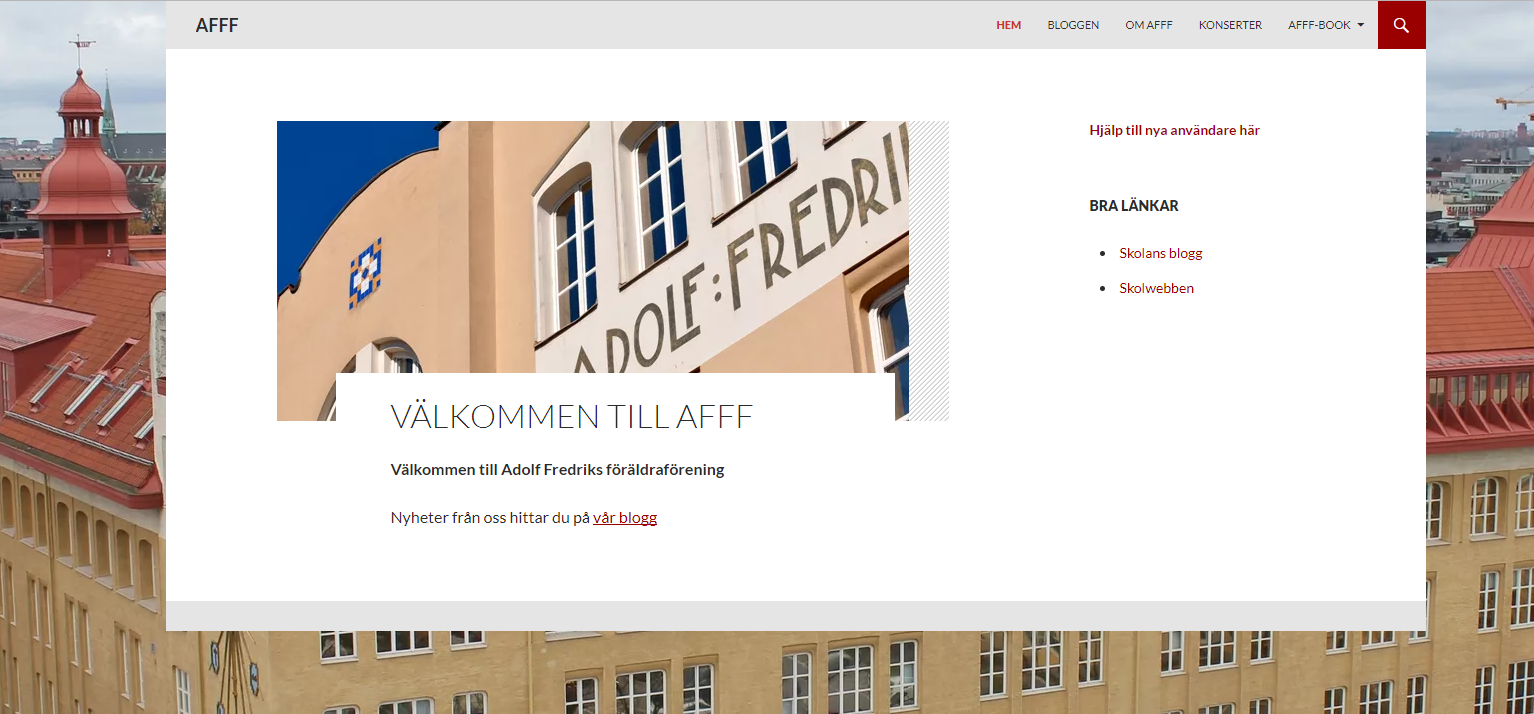 AFFF
HEM BLOGGEN OM AFFF KONSERTER AFFF-BOOK
ADOLF:FREDRI
VÄLKOMMEN TILL AFFF
Välkommen till Adolf Fredriks föräldraförening
Nyheter från oss hittar du på vår blogg
Hjälp till nya användare här
BRA LÄNKAR
Skolans blogg
Skolwebben